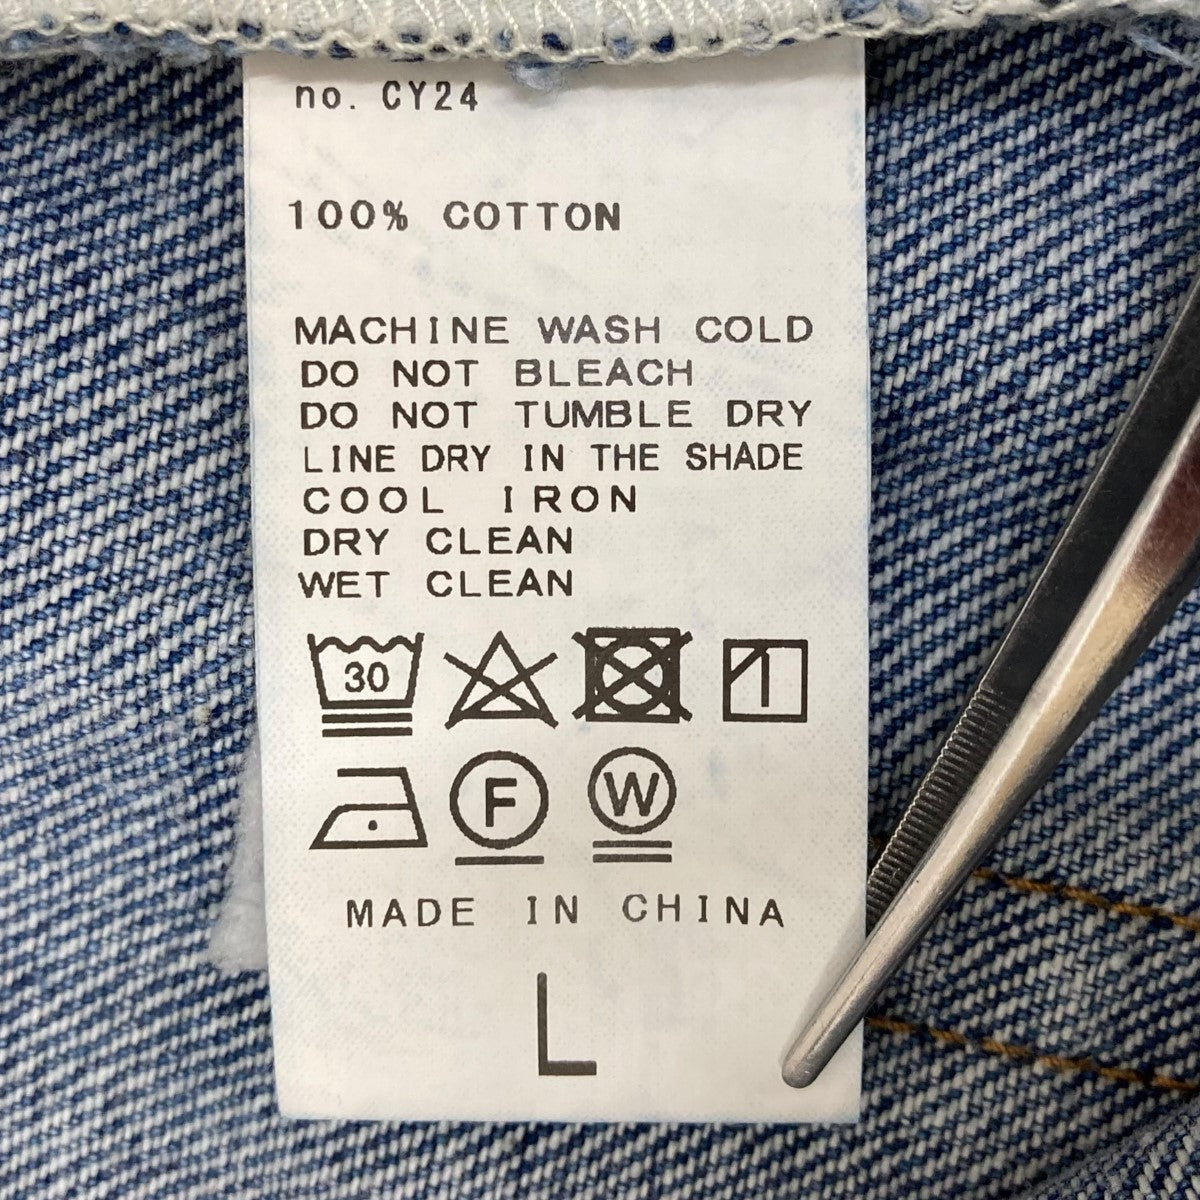 no. CY24
100% COTTON
MACHINE WASH COLD
DO NOT BLEACH
DO NOT TUMBLE DRY
LINE DRY IN THE SHADE
COOL IRON
DRY CLEAN
WET CLEAN
30
F W
MADE IN CHINA
L